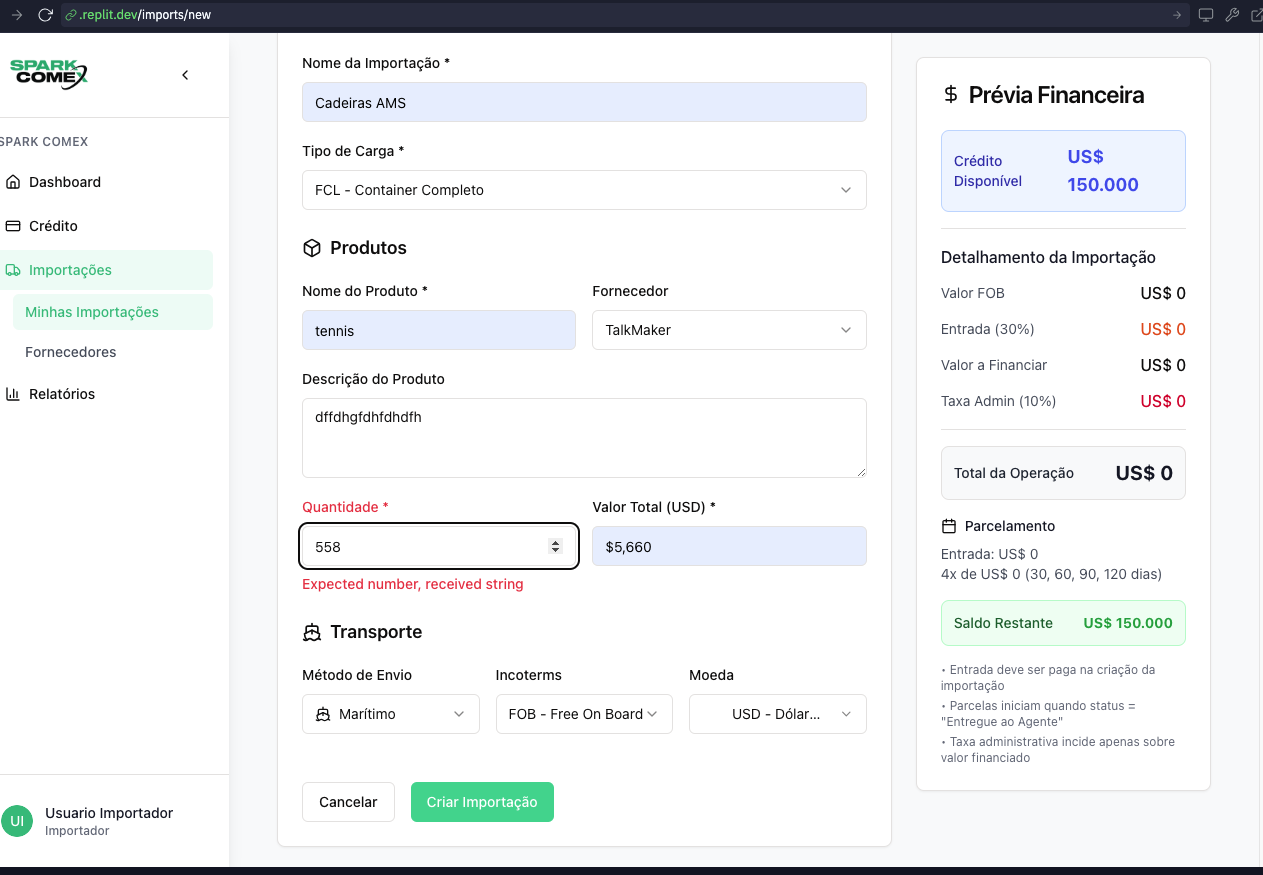 .replit.dev/imports/new
SPARK
COMEX
SPARK COMEX
Dashboard
Crédito
Importações
Minhas Importações
Fornecedores
Relatórios
UI
Usuario Importador
Importador
Nome da Importação *
Cadeiras AMS
Tipo de Carga *
FCL - Container Completo
Produtos
Nome do Produto *
Fornecedor
tennis
TalkMaker
Descrição do Produto
dffdhgfdhfdhdfh
Quantidade *
Valor Total (USD) *
558
$5,660
Expected number, received string
Transporte
Método de Envio
Incoterms
Moeda
Marítimo
FOB - Free On Board
USD - Dólar...
Cancelar
Criar Importação
$ Prévia Financeira
Crédito
Disponível
US$
150.000
Detalhamento da Importação
Valor FOB US$ 0
Entrada (30%) US$ 0
Valor a Financiar US$ 0
Taxa Admin (10%) US$ 0
Total da Operação US$ 0
Parcelamento
Entrada: US$ 0
4x de US$ 0 (30, 60, 90, 120 dias)
Saldo Restante US$ 150.000
• Entrada deve ser paga na criação da
importação
• Parcelas iniciam quando status =
"Entregue ao Agente"
• Taxa administrativa incide apenas sobre
valor financiado